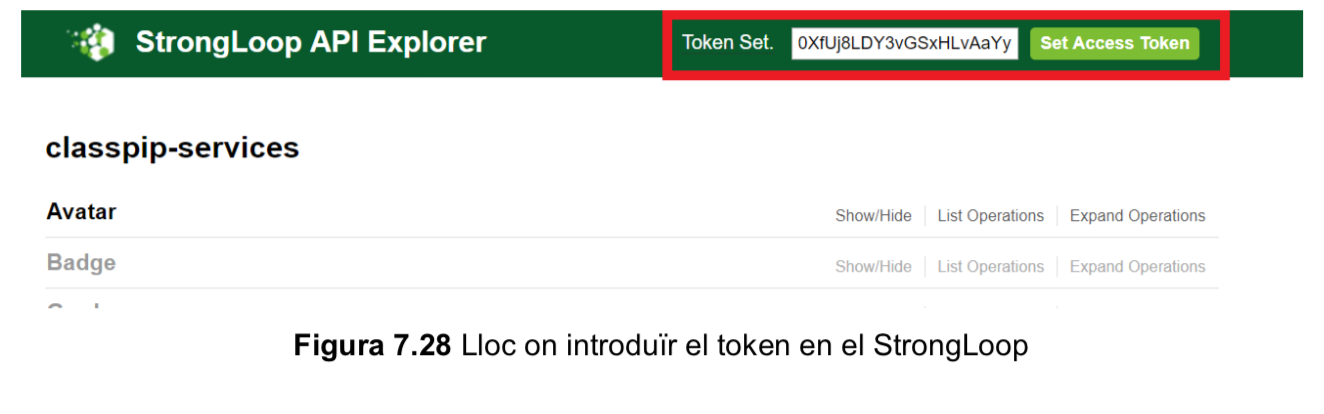 StrongLoop API Explorer Token Set. 0XfUj8LDY3vGSxHLvAaYy Set Access Token
classpip-services
Avatar Show/Hide List Operations Expand Operations
Badge Show/Hide List Operations Expand Operations
Figura 7.28 Lloc on introduïr el token en el StrongLoop